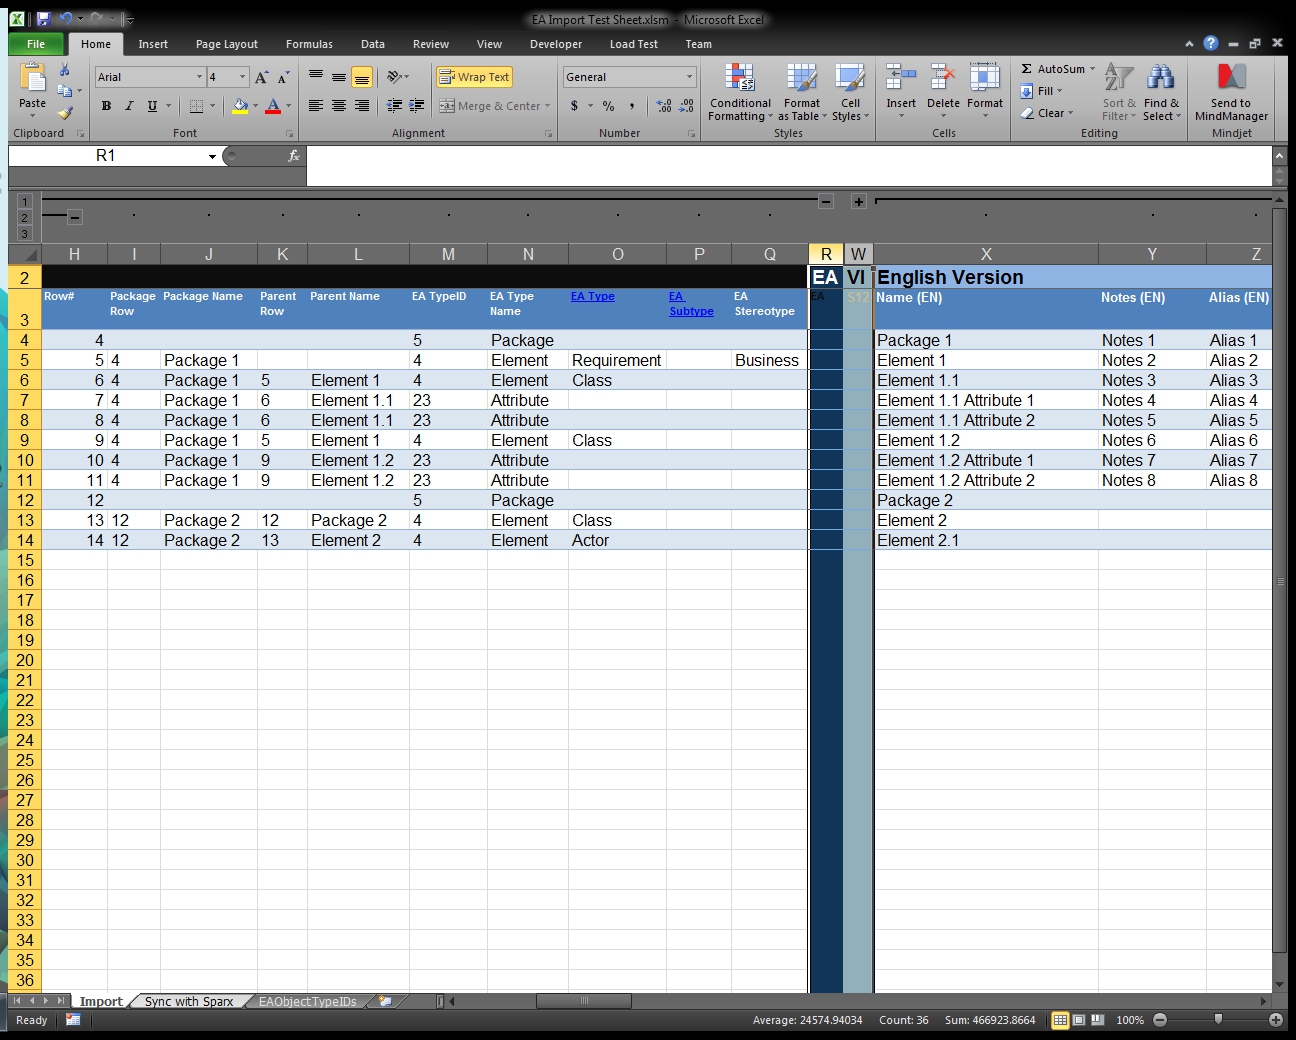 EA Import Test Sheet.xlsm - Microsoft Excel
File Home Insert Page Layout Formulas Data Review View Developer Load Test Team
Paste Arial 4 Wrap Text General Conditional Formatting Format as Table Cell Styles Insert Delete Format AutoSum Fill Clear Sort & Filter Find & Select Send to MindManager
B I U Merge & Center $ % ,
Clipboard Font Alignment Number Styles Cells Editing Mindjet
R1 fx
1
2
3
H I J K L M N O P Q R W X Y Z
2 EA VI English Version
3 Row# Package Row Package Name Parent Row Parent Name EA TypeID EA Type Name EA Type EA Subtype EA Stereotype EA S12 Name (EN) Notes (EN) Alias (EN)
4 4 5 Package Package 1 Notes 1 Alias 1
5 5 4 Package 1 4 Element Requirement Business Element 1 Notes 2 Alias 2
6 6 4 Package 1 5 Element 1 4 Element Class Element 1.1 Notes 3 Alias 3
7 7 4 Package 1 6 Element 1.1 23 Attribute Element 1.1 Attribute 1 Notes 4 Alias 4
8 8 4 Package 1 6 Element 1.1 23 Attribute Element 1.1 Attribute 2 Notes 5 Alias 5
9 9 4 Package 1 5 Element 1 4 Element Class Element 1.2 Notes 6 Alias 6
10 10 4 Package 1 9 Element 1.2 23 Attribute Element 1.2 Attribute 1 Notes 7 Alias 7
11 11 4 Package 1 9 Element 1.2 23 Attribute Element 1.2 Attribute 2 Notes 8 Alias 8
12 12 5 Package Package 2
13 13 12 Package 2 12 Package 2 4 Element Class Element 2
14 14 12 Package 2 13 Element 2 4 Element Actor Element 2.1
15
16
17
18
19
20
21
22
23
24
25
26
27
28
29
30
31
32
33
34
35
36
Import Sync with Sparx EAObjectTypeIDs
Ready Average: 24574.94034 Count: 36 Sum: 466923.8664 100%